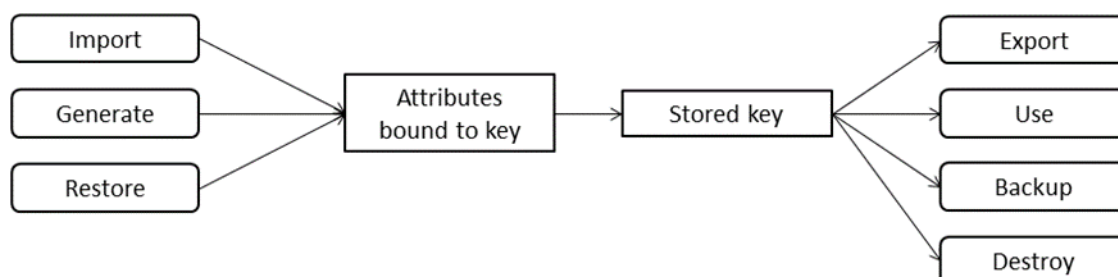 Import
Generate
Restore
Attributes
bound to key
Stored key
Export
Use
Backup
Destroy